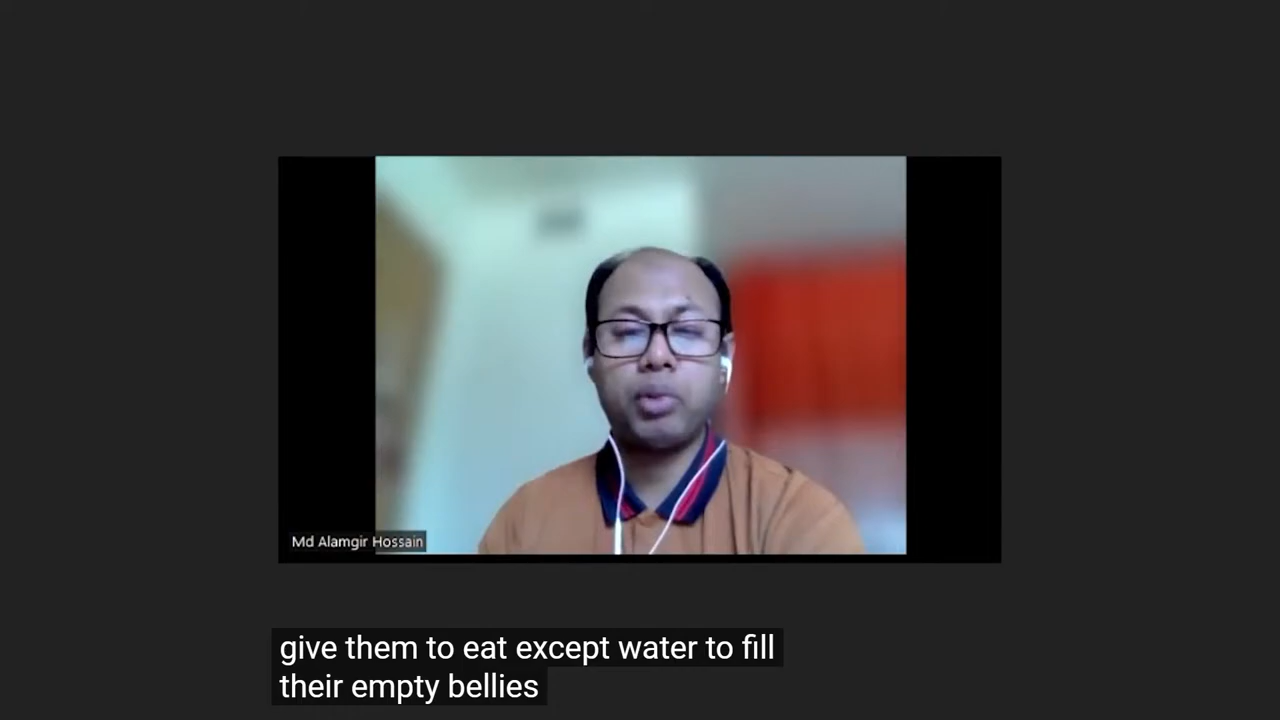 Md Alamgir Hossain
give them to eat except water to fill
their empty bellies